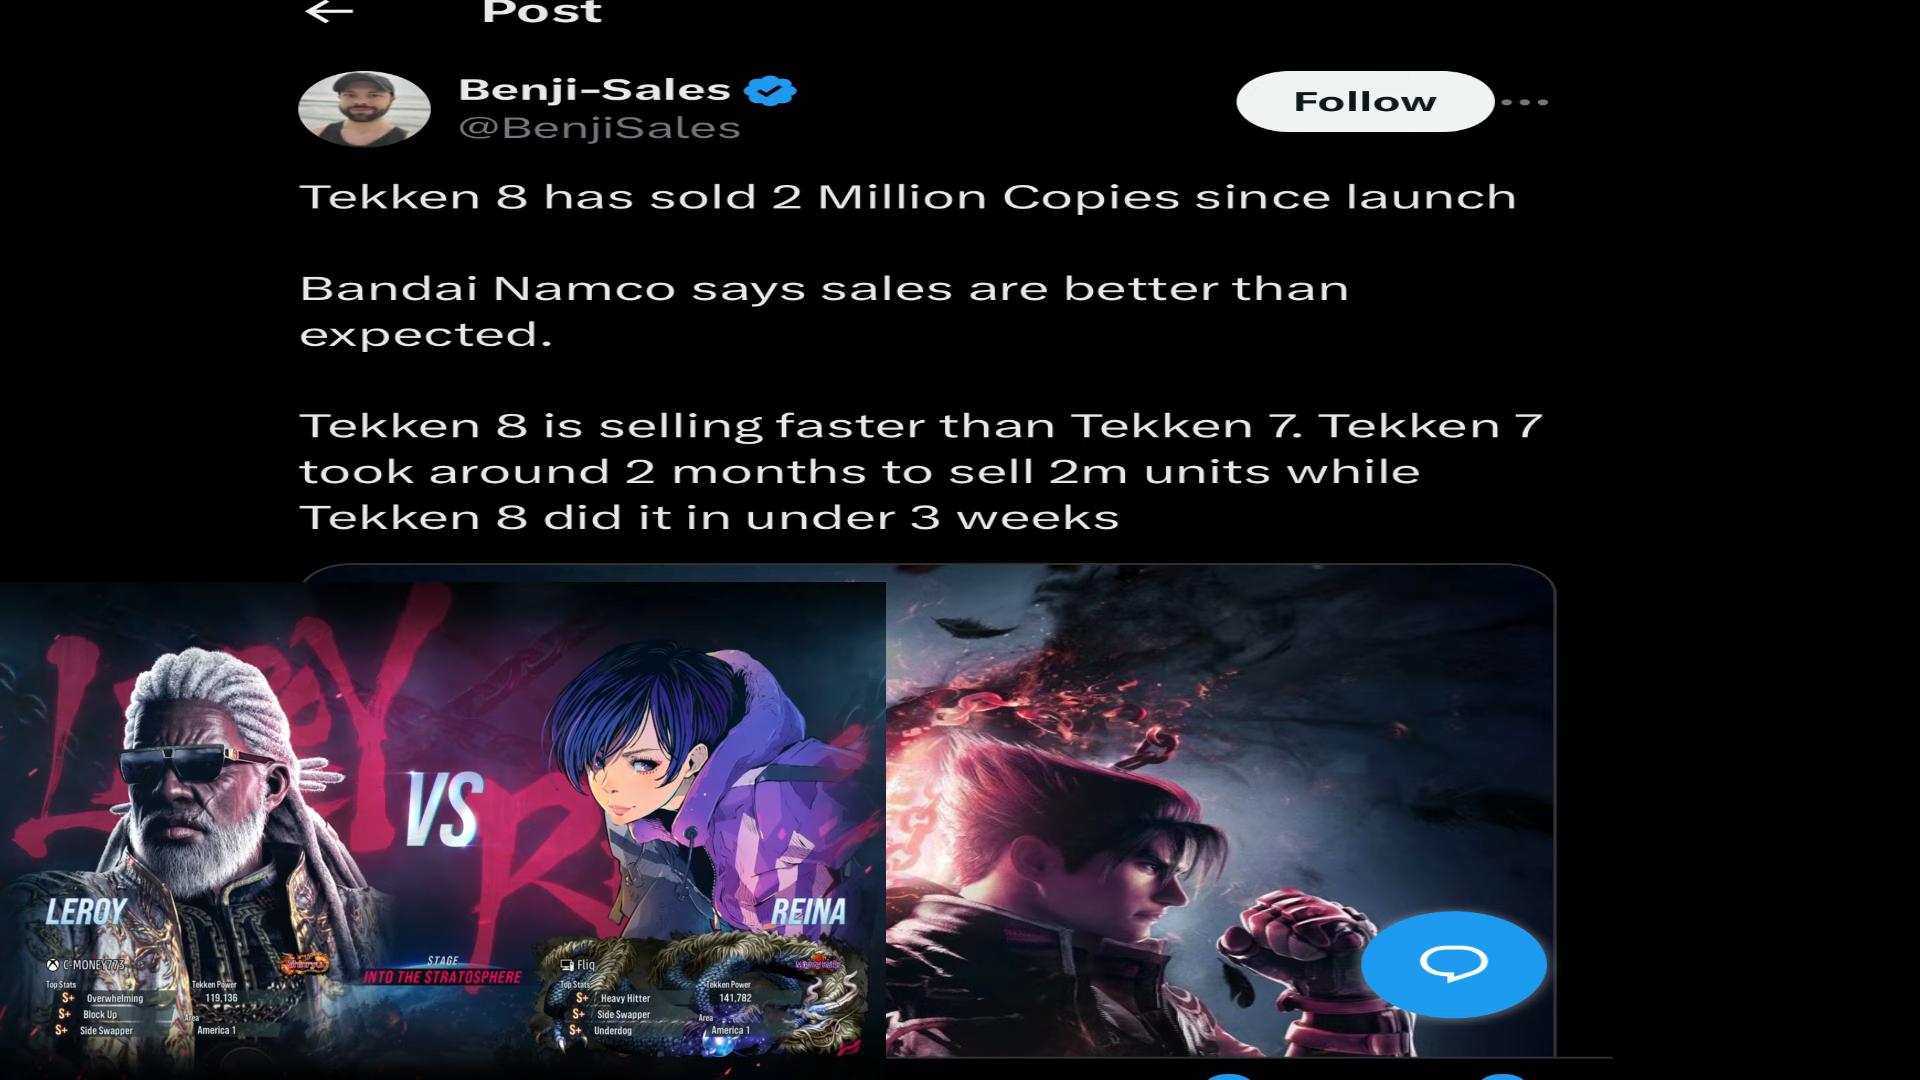 Post
Benji-Sales
@BenjiSales
Follow
Tekken 8 has sold 2 Million Copies since launch
Bandai Namco says sales are better than
expected.
Tekken 8 is selling faster than Tekken 7. Tekken 7
took around 2 months to sell 2m units while
Tekken 8 did it in under 3 weeks
LEROY
VS
REINA
C-MONEY773
Top Stats
Tekken Power
S+ Overwhelming
119,136
S+ Block Up
Area
S+ Side Swapper
America 1
STAGE
INTO THE STRATOSPHERE
Fliq
Top Stats
Tekken Power
S+ Heavy Hitter
141,782
S+ Side Swapper
Area
S+ Underdog
America 1